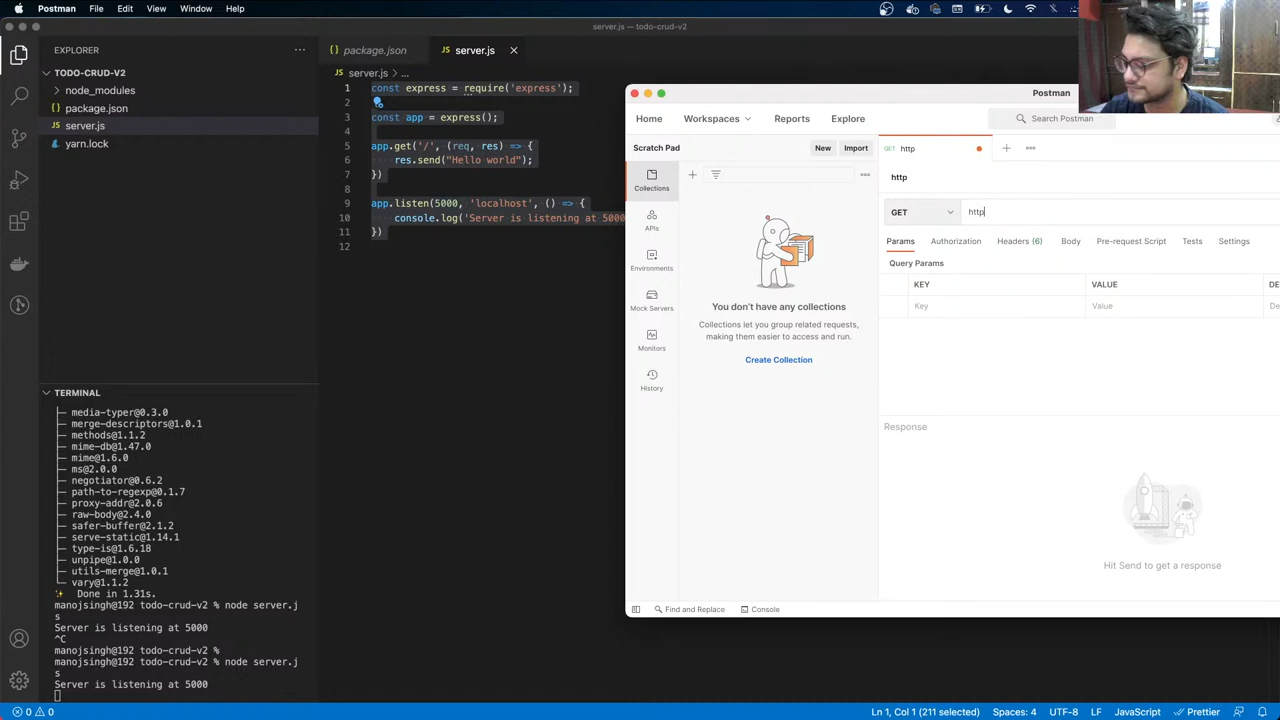 Postman File Edit View Window Help
server.js — todo-crud-v2
EXPLORER
TODO-CRUD-V2
node_modules
package.json
server.js
yarn.lock
package.json
server.js
server.js > ...
1 const express = require('express');
2
3 const app = express();
4
5 app.get('/', (req, res) => {
6 res.send("Hello world");
7 })
8
9 app.listen(5000, 'localhost', () => {
10 console.log('Server is listening at 5000
11 })
12
TERMINAL
├─ media-typer@0.3.0
├─ merge-descriptors@1.0.1
├─ methods@1.1.2
├─ mime-db@1.47.0
├─ mime@1.6.0
├─ ms@2.0.0
├─ negotiator@0.6.2
├─ path-to-regexp@0.1.7
├─ proxy-addr@2.0.6
├─ raw-body@2.4.0
├─ safer-buffer@2.1.2
├─ serve-static@1.14.1
├─ type-is@1.6.18
├─ unpipe@1.0.0
├─ utils-merge@1.0.1
└─ vary@1.1.2
✨ Done in 1.31s.
manojsingh@192 todo-crud-v2 % node server.j
s
Server is listening at 5000
^C
manojsingh@192 todo-crud-v2 %
manojsingh@192 todo-crud-v2 % node server.j
s
Server is listening at 5000
Postman
Home Workspaces Reports Explore
Search Postman
Scratch Pad
New Import
Collections
APIs
Environments
Mock Servers
Monitors
History
You don't have any collections
Collections let you group related requests,
making them easier to access and run.
Create Collection
GET http
http
GET http
Params Authorization Headers (6) Body Pre-request Script Tests Settings
Query Params
KEY VALUE DE
Key Value De
Response
Hit Send to get a response
Find and Replace Console
0 0
Ln 1, Col 1 (211 selected) Spaces: 4 UTF-8 LF JavaScript Prettier